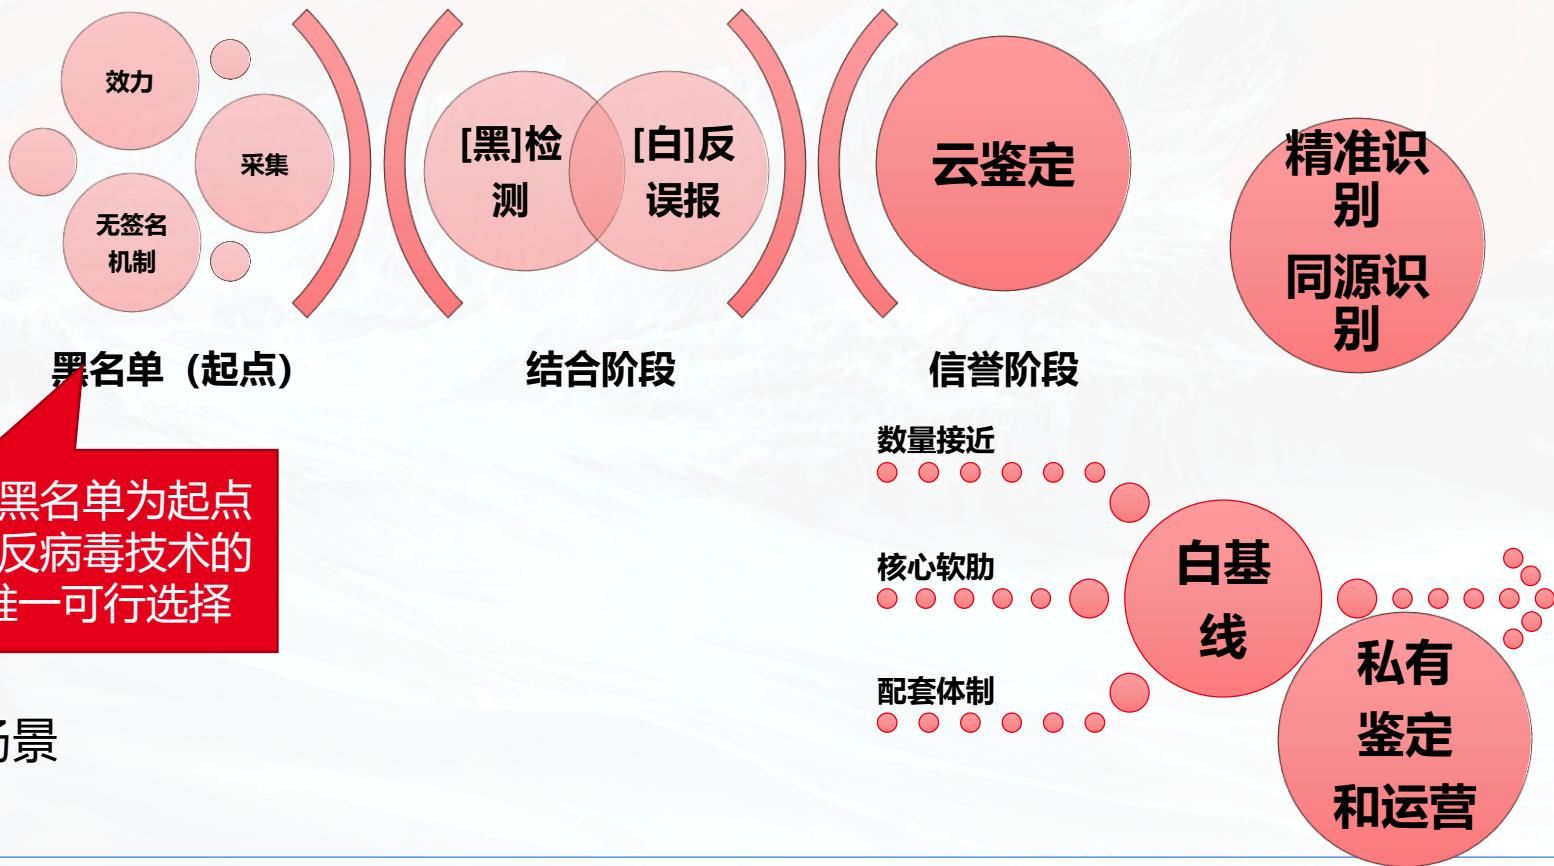 效力
采集
无签名
机制
[黑]检
测
[白]反
误报
云鉴定
精准识
别
同源识
别
黑名单（起点）
结合阶段
信誉阶段
黑名单为起点
反病毒技术的
一可行选择
数量接近
核心软肋
配套体制
白基
线
私有
鉴定
和运营
景